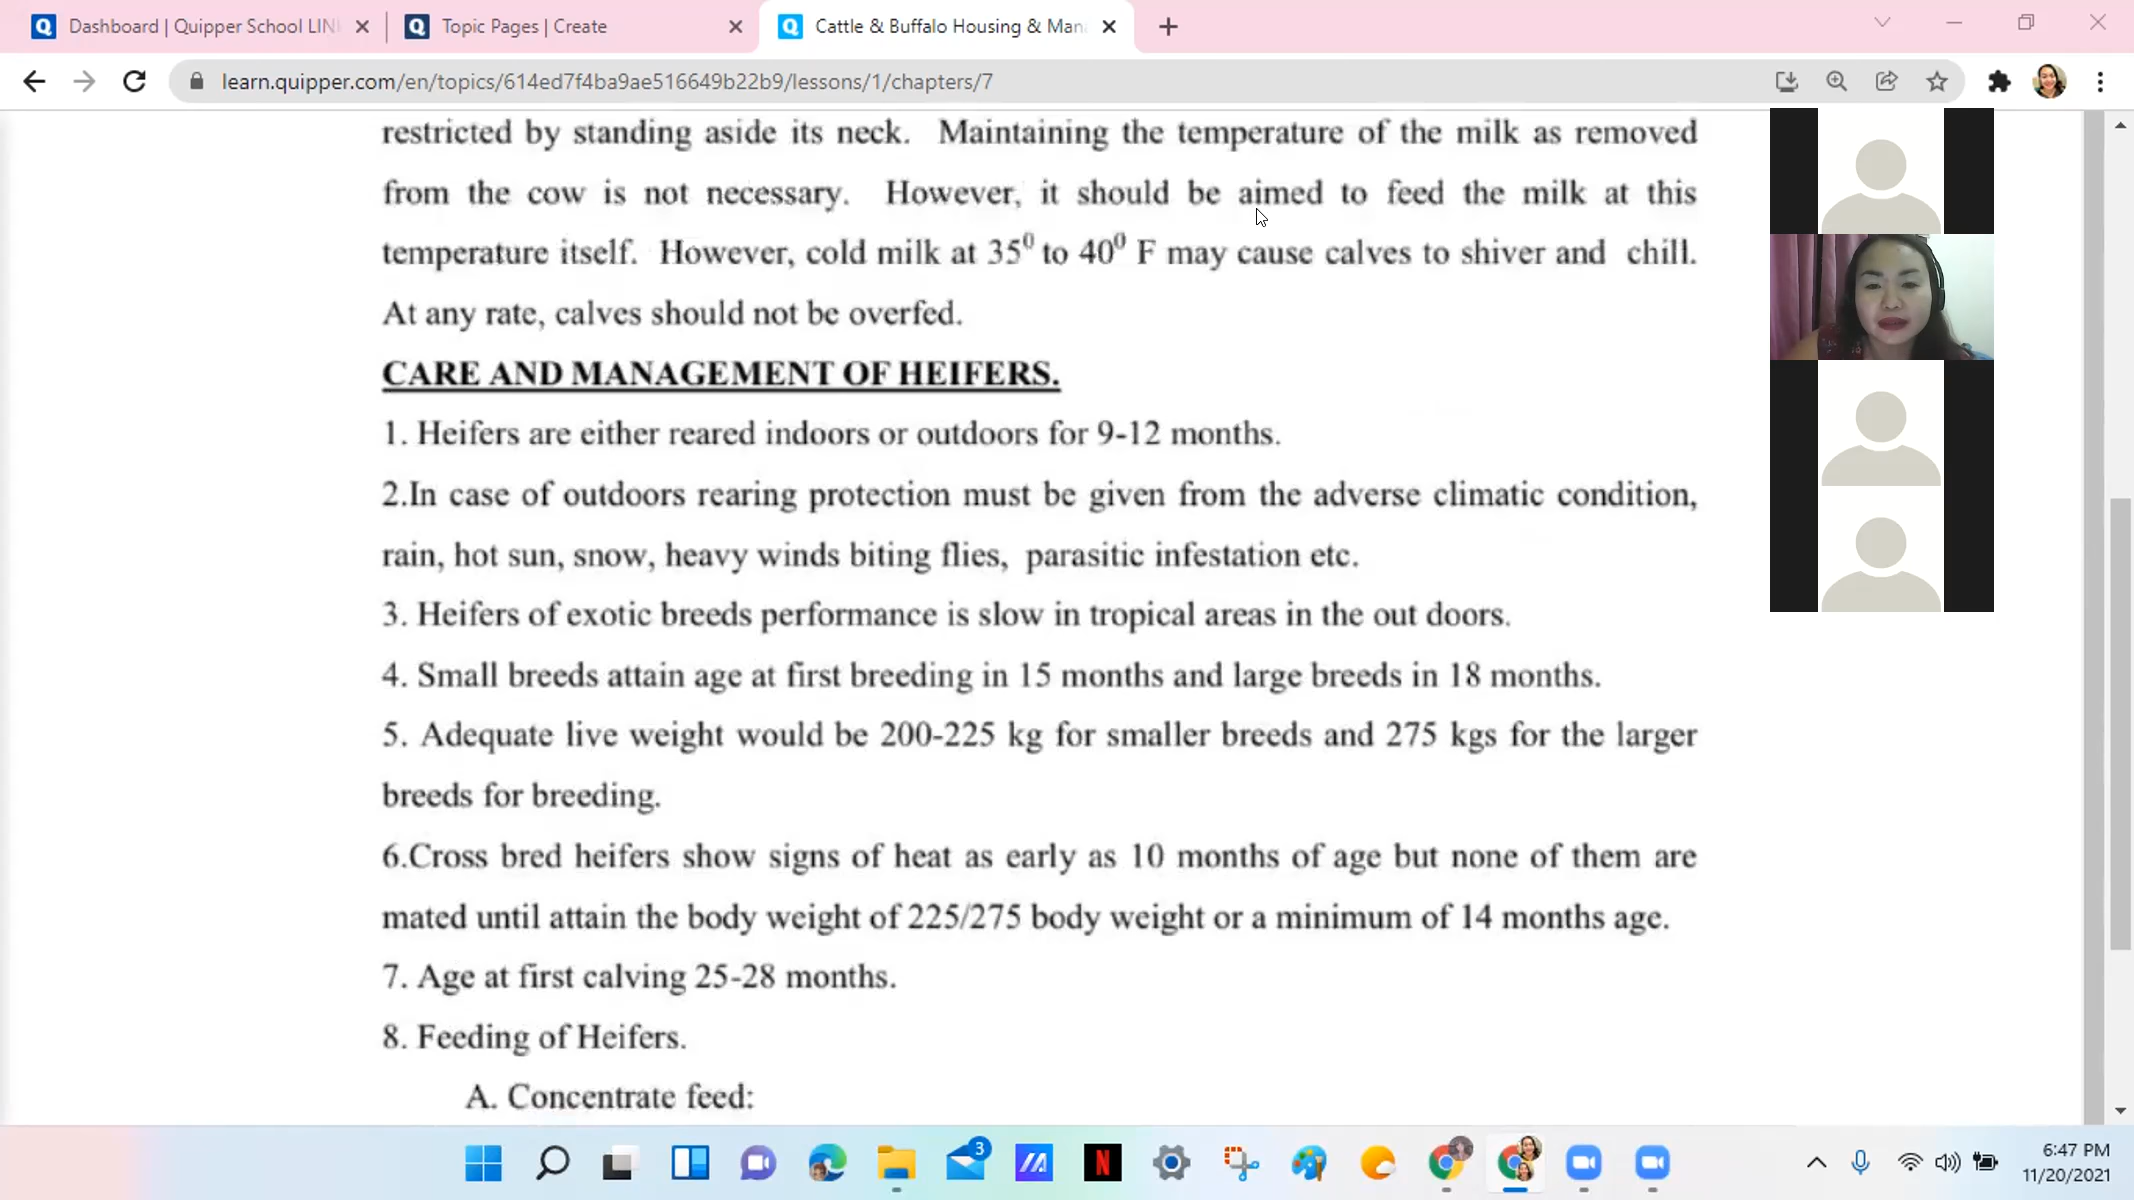 Dashboard | Quipper School LIN
Topic Pages | Create
Cattle & Buffalo Housing & Man
learn.quipper.com/en/topics/614ed7f4ba9ae516649b22b9/lessons/1/chapters/7
restricted by standing aside its neck. Maintaining the temperature of the milk as removed
from the cow is not necessary. However, it should be aimed to feed the milk at this
temperature itself. However, cold milk at 35⁰ to 40⁰ F may cause calves to shiver and chill.
At any rate, calves should not be overfed.
CARE AND MANAGEMENT OF HEIFERS.
1. Heifers are either reared indoors or outdoors for 9-12 months.
2.In case of outdoors rearing protection must be given from the adverse climatic condition,
rain, hot sun, snow, heavy winds biting flies, parasitic infestation etc.
3. Heifers of exotic breeds performance is slow in tropical areas in the out doors.
4. Small breeds attain age at first breeding in 15 months and large breeds in 18 months.
5. Adequate live weight would be 200-225 kg for smaller breeds and 275 kgs for the larger
breeds for breeding.
6.Cross bred heifers show signs of heat as early as 10 months of age but none of them are
mated until attain the body weight of 225/275 body weight or a minimum of 14 months age.
7. Age at first calving 25-28 months.
8. Feeding of Heifers.
A. Concentrate feed:
3
N
6:47 PM
11/20/2021